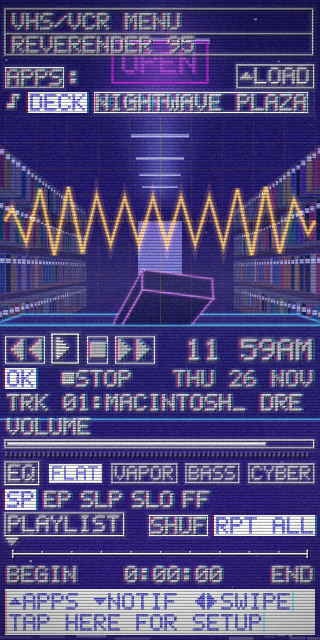 VHS/VCR MENU
REVERENDER 95
OPEN
APPS: ▲LOAD
♪ DECK NIGHTWAVE PLAZA
11 59AM
OK ■STOP THU 26 NOV
TRK 01:MACINTOSH_ DRE
VOLUME
EQ FLAT VAPOR BASS CYBER
SP EP SLP SLO FF
PLAYLIST SHUF RPT ALL
BEGIN 0:00:00 END
▲APPS ▼NOTIF ◀▶SWIPE
TAP HERE FOR SETUP